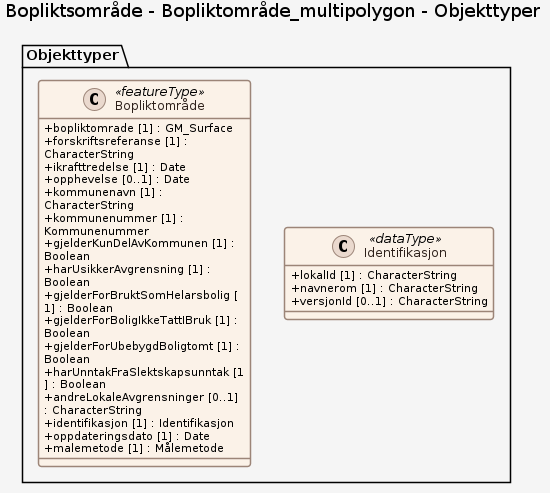 Bopliktsområde - Bopliktområde_multipolygon - Objekttyper
Objekttyper
C
«featureType»
Bopliktområde
+bopliktomrade [1] : GM_Surface
+forskriftsreferanse [1] :
CharacterString
+ikrafttredelse [1] : Date
+opphevelse [0..1] : Date
+kommunenavn [1] :
CharacterString
+kommunenummer [1] :
Kommunenummer
+gjelderKunDelAvKommunen [1] :
Boolean
+harUsikkerAvgrensning [1] :
Boolean
+gjelderForBruktSomHelarsbolig [
1] : Boolean
+gjelderForBoligIkkeTattIBruk [1] :
Boolean
+gjelderForUbebygdBoligtomt [1] :
Boolean
+harUnntakFraSlektskapsunntak [1
] : Boolean
+andreLokaleAvgrensninger [0..1]
: CharacterString
+identifikasjon [1] : Identifikasjon
+oppdateringsdato [1] : Date
+malemetode [1] : Målemetode
C
«dataType»
Identifikasjon
+lokalId [1] : CharacterString
+navnerom [1] : CharacterString
+versjonId [0..1] : CharacterString